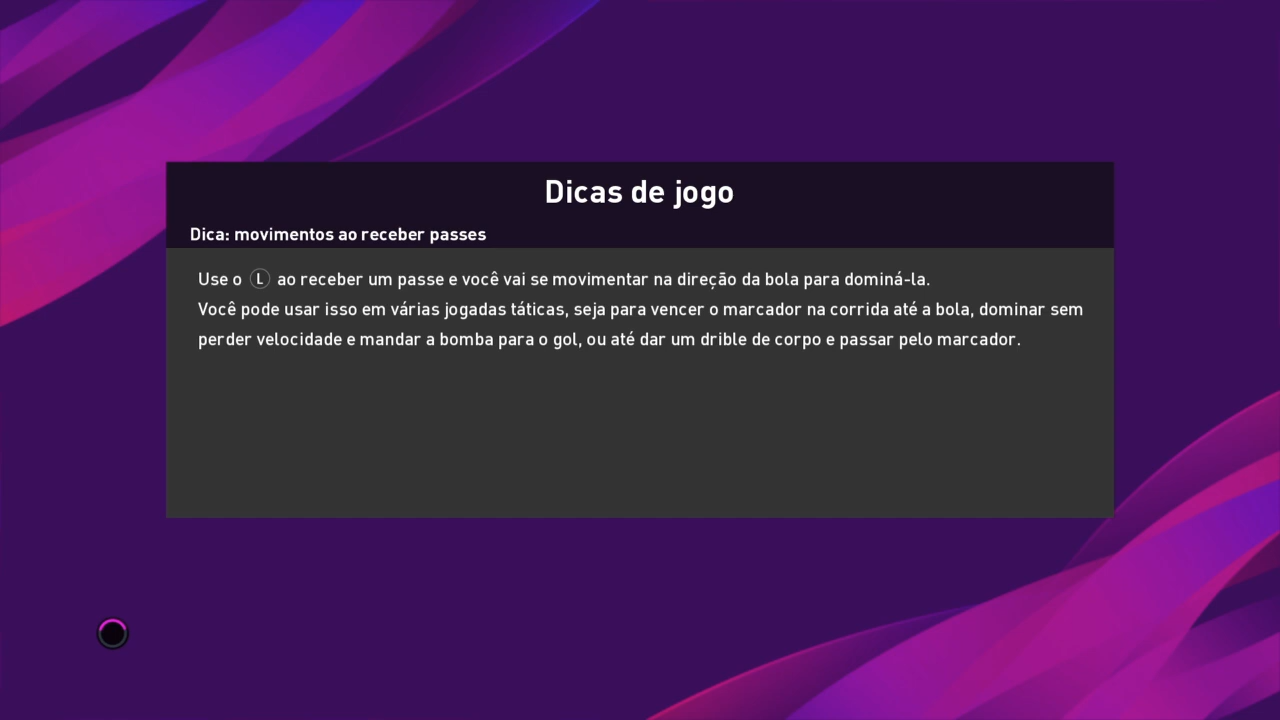 Dicas de jogo
Dica: movimentos ao receber passes
Use o L ao receber um passe e você vai se movimentar na direção da bola para dominá-la.
Você pode usar isso em várias jogadas táticas, seja para vencer o marcador na corrida até a bola, dominar sem
perder velocidade e mandar a bomba para o gol, ou até dar um drible de corpo e passar pelo marcador.